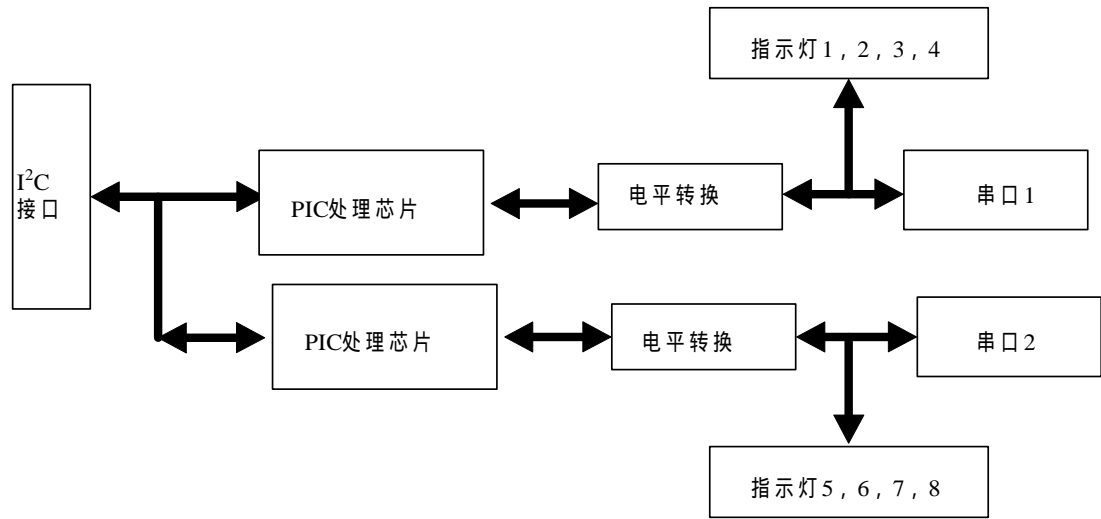 指示灯1，2，3，4
I²C
接口
PIC处理芯片
电平转换
串口1
PIC处理芯片
电平转换
串口2
指示灯5，6，7，8